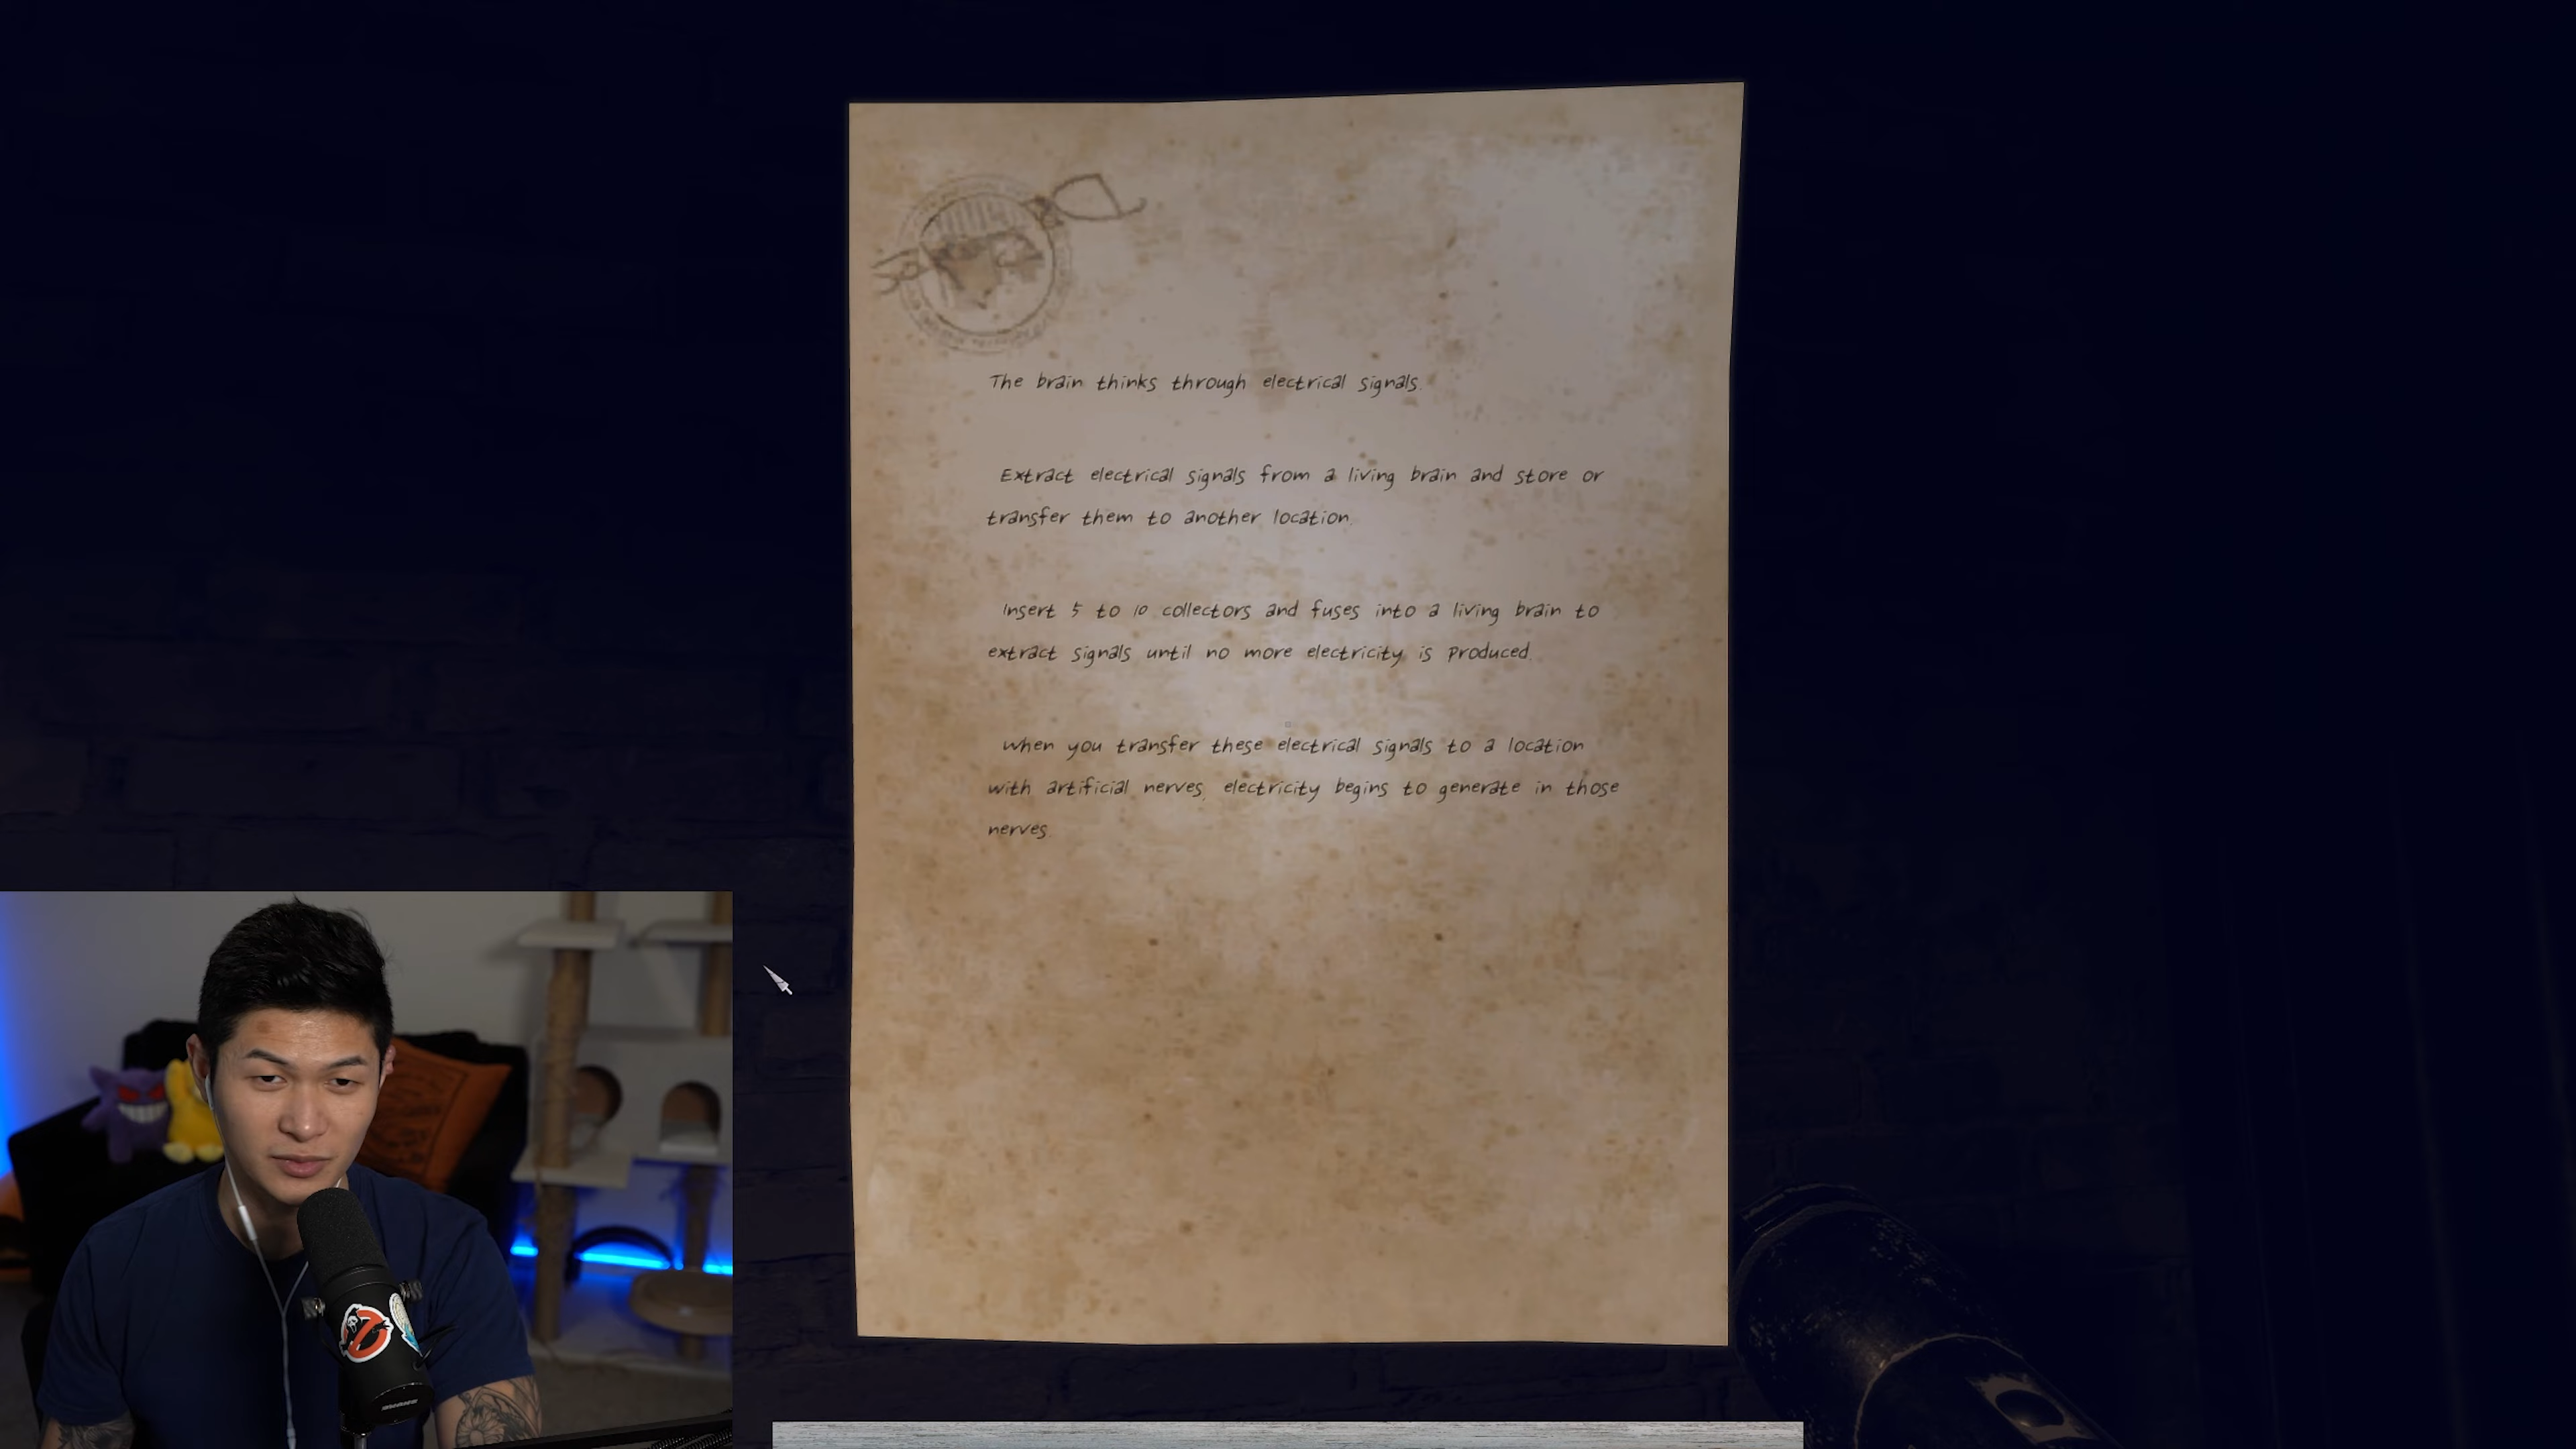 The brain thinks through electrical signals.
Extract electrical signals from a living brain and store or
transfer them to another location.
Insert 5 to 10 collectors and fuses into a living brain to
extract signals until no more electricity is produced.
When you transfer these electrical signals to a location
with artificial nerves, electricity begins to generate in those
nerves.